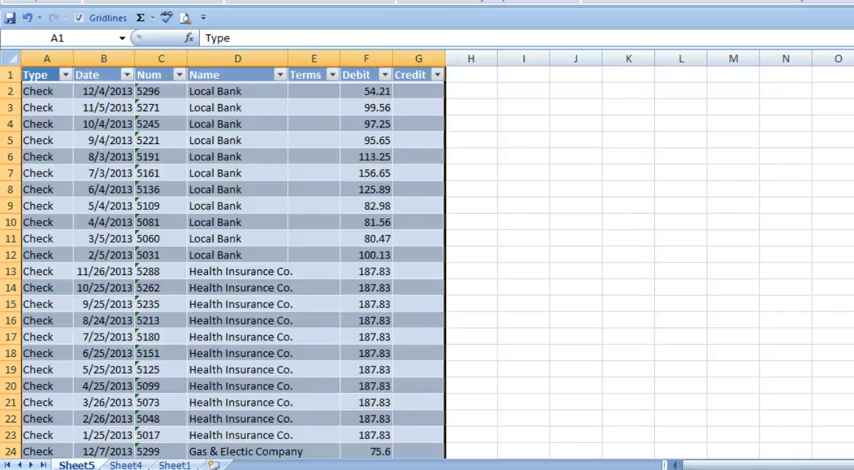 Gridlines Σ
A1 fx Type
A B C D E F G H I J K L M N O
1 Type Date Num Name Terms Debit Credit
2 Check 12/4/2013 5296 Local Bank 54.21
3 Check 11/5/2013 5271 Local Bank 99.56
4 Check 10/4/2013 5245 Local Bank 97.25
5 Check 9/4/2013 5221 Local Bank 95.65
6 Check 8/3/2013 5191 Local Bank 113.25
7 Check 7/3/2013 5161 Local Bank 156.65
8 Check 6/4/2013 5136 Local Bank 125.89
9 Check 5/4/2013 5109 Local Bank 82.98
10 Check 4/4/2013 5081 Local Bank 81.56
11 Check 3/5/2013 5060 Local Bank 80.47
12 Check 2/5/2013 5031 Local Bank 100.13
13 Check 11/26/2013 5288 Health Insurance Co. 187.83
14 Check 10/25/2013 5262 Health Insurance Co. 187.83
15 Check 9/25/2013 5235 Health Insurance Co. 187.83
16 Check 8/24/2013 5213 Health Insurance Co. 187.83
17 Check 7/25/2013 5180 Health Insurance Co. 187.83
18 Check 6/25/2013 5151 Health Insurance Co. 187.83
19 Check 5/25/2013 5125 Health Insurance Co. 187.83
20 Check 4/25/2013 5099 Health Insurance Co. 187.83
21 Check 3/26/2013 5073 Health Insurance Co. 187.83
22 Check 2/26/2013 5048 Health Insurance Co. 187.83
23 Check 1/25/2013 5017 Health Insurance Co. 187.83
24 Check 12/7/2013 5299 Gas & Electic Company 75.6
Sheet5 Sheet4 Sheet1